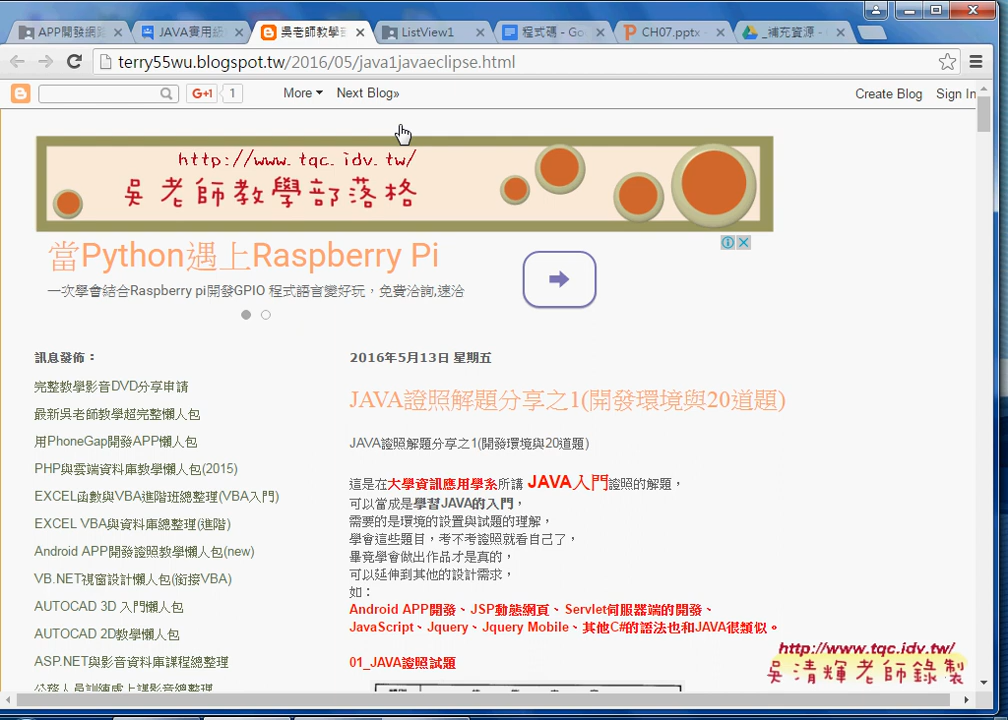 APP開發網路
JAVA實用範
吳老師教學部
ListView1
程式碼 - Go
CH07.pptx
_補充資源 -
terry55wu.blogspot.tw/2016/05/java1javaeclipse.html
G+1 1 More Next Blog» Create Blog Sign In
http://www.tqc.idv.tw/
吳老師教學部落格
當Python遇上Raspberry Pi
一次學會結合Raspberry pi開發GPIO 程式語言變好玩，免費洽詢,速洽
訊息發佈：
完整教學影音DVD分享申請
最新吳老師教學超完整懶人包
用PhoneGap開發APP懶人包
PHP與雲端資料庫教學懶人包(2015)
EXCEL函數與VBA進階班總整理(VBA入門)
EXCEL VBA與資料庫總整理(進階)
Android APP開發證照教學懶人包(new)
VB.NET視窗設計懶人包(銜接VBA)
AUTOCAD 3D 入門懶人包
AUTOCAD 2D教學懶人包
ASP.NET與影音資料庫課程總整理
公務人員訓練處上課影音總整理
2016年5月13日 星期五
JAVA證照解題分享之1(開發環境與20道題)
JAVA證照解題分享之1(開發環境與20道題)
這是在大學資訊應用學系所講 JAVA入門證照的解題，
可以當成是學習JAVA的入門，
需要的是環境的設置與試題的理解，
學會這些題目，考不考證照就看自己了，
畢竟學會做出作品才是真的，
可以延伸到其他的設計需求，
如：
Android APP開發、JSP動態網頁、Servlet伺服器端的開發、
JavaScript、Jquery、Jquery Mobile、其他C#的語法也和JAVA很類似。
01_JAVA證照試題
http://www.tqc.idv.tw/
吳清輝老師錄製